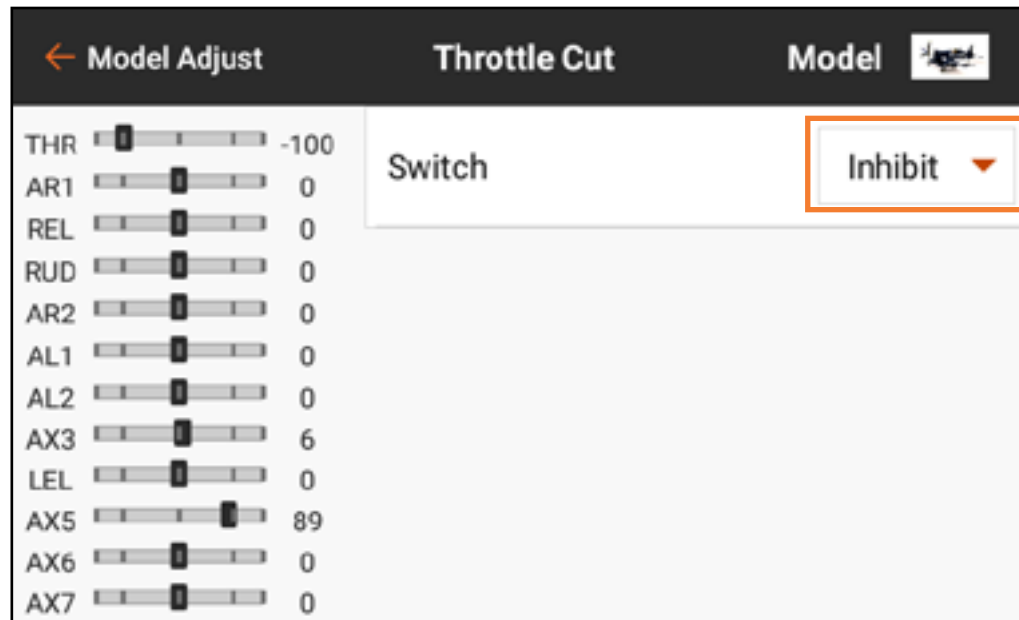 Model Adjust Throttle Cut Model
THR -100
Switch Inhibit
AR1 0
REL 0
RUD 0
AR2 0
AL1 0
AL2 0
AX3 6
LEL 0
AX5 89
AX6 0
AX7 0